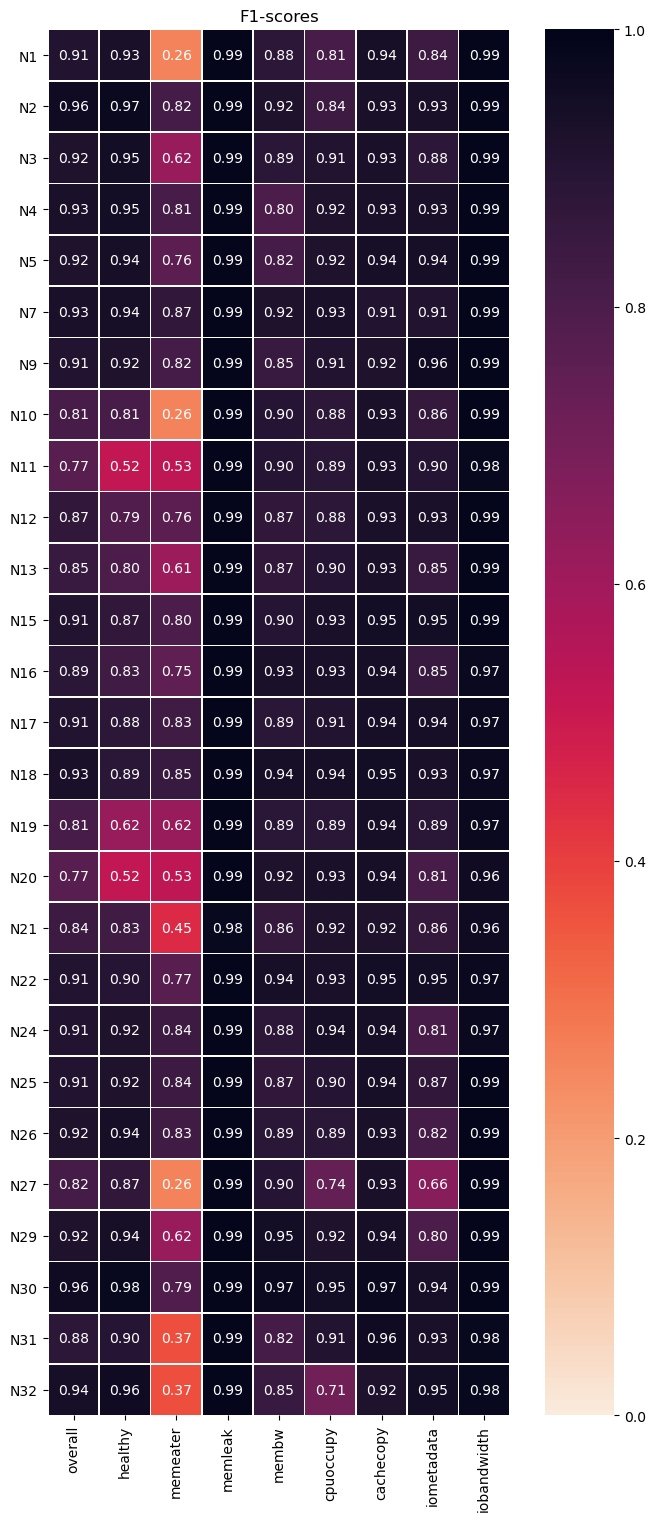 F1-scores
N1 0.91 0.93 0.26 0.99 0.88 0.81 0.94 0.84 0.99
N2 0.96 0.97 0.82 0.99 0.92 0.84 0.93 0.93 0.99
N3 0.92 0.95 0.62 0.99 0.89 0.91 0.93 0.88 0.99
N4 0.93 0.95 0.81 0.99 0.80 0.92 0.93 0.93 0.99
N5 0.92 0.94 0.76 0.99 0.82 0.92 0.94 0.94 0.99
N7 0.93 0.94 0.87 0.99 0.92 0.93 0.91 0.91 0.99
N9 0.91 0.92 0.82 0.99 0.85 0.91 0.92 0.96 0.99
N10 0.81 0.81 0.26 0.99 0.90 0.88 0.93 0.86 0.99
N11 0.77 0.52 0.53 0.99 0.90 0.89 0.93 0.90 0.98
N12 0.87 0.79 0.76 0.99 0.87 0.88 0.93 0.93 0.99
N13 0.85 0.80 0.61 0.99 0.87 0.90 0.93 0.85 0.99
N15 0.91 0.87 0.80 0.99 0.90 0.93 0.95 0.95 0.99
N16 0.89 0.83 0.75 0.99 0.93 0.93 0.94 0.85 0.97
N17 0.91 0.88 0.83 0.99 0.89 0.91 0.94 0.94 0.97
N18 0.93 0.89 0.85 0.99 0.94 0.94 0.95 0.93 0.97
N19 0.81 0.62 0.62 0.99 0.89 0.89 0.94 0.89 0.97
N20 0.77 0.52 0.53 0.99 0.92 0.93 0.94 0.81 0.96
N21 0.84 0.83 0.45 0.98 0.86 0.92 0.92 0.86 0.96
N22 0.91 0.90 0.77 0.99 0.94 0.93 0.95 0.95 0.97
N24 0.91 0.92 0.84 0.99 0.88 0.94 0.94 0.81 0.97
N25 0.91 0.92 0.84 0.99 0.87 0.90 0.94 0.87 0.99
N26 0.92 0.94 0.83 0.99 0.89 0.89 0.93 0.82 0.99
N27 0.82 0.87 0.26 0.99 0.90 0.74 0.93 0.66 0.99
N29 0.92 0.94 0.62 0.99 0.95 0.92 0.94 0.80 0.99
N30 0.96 0.98 0.79 0.99 0.97 0.95 0.97 0.94 0.99
N31 0.88 0.90 0.37 0.99 0.82 0.91 0.96 0.93 0.98
N32 0.94 0.96 0.37 0.99 0.85 0.71 0.92 0.95 0.98
overall
healthy
memeater
memleak
membw
cpuoccupy
cachecopy
iometadata
iobandwidth
1.0
0.8
0.6
0.4
0.2
0.0